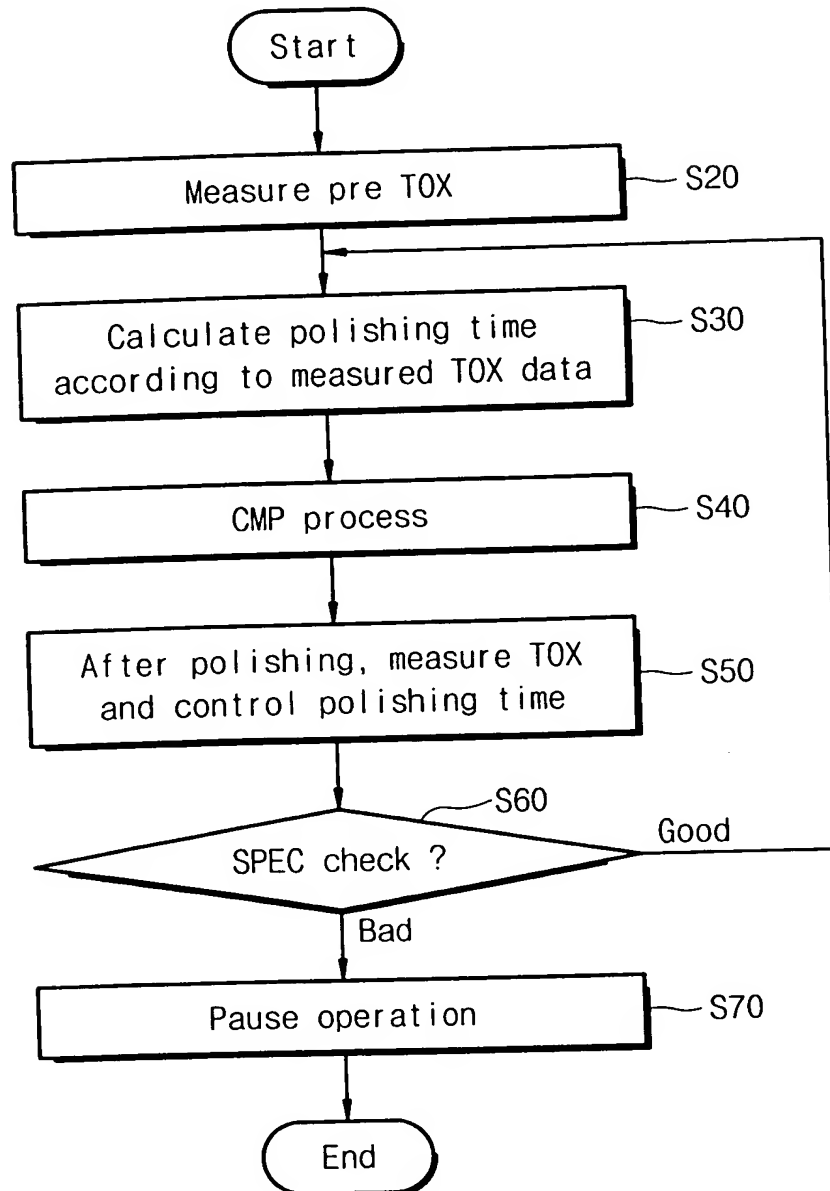 Start
Measure pre TOX
S20
Calculate polishing time
according to measured TOX data
S30
CMP process
S40
After polishing, measure TOX
and control polishing time
S50
SPEC check ?
S60
Good
Bad
Pause operation
S70
End